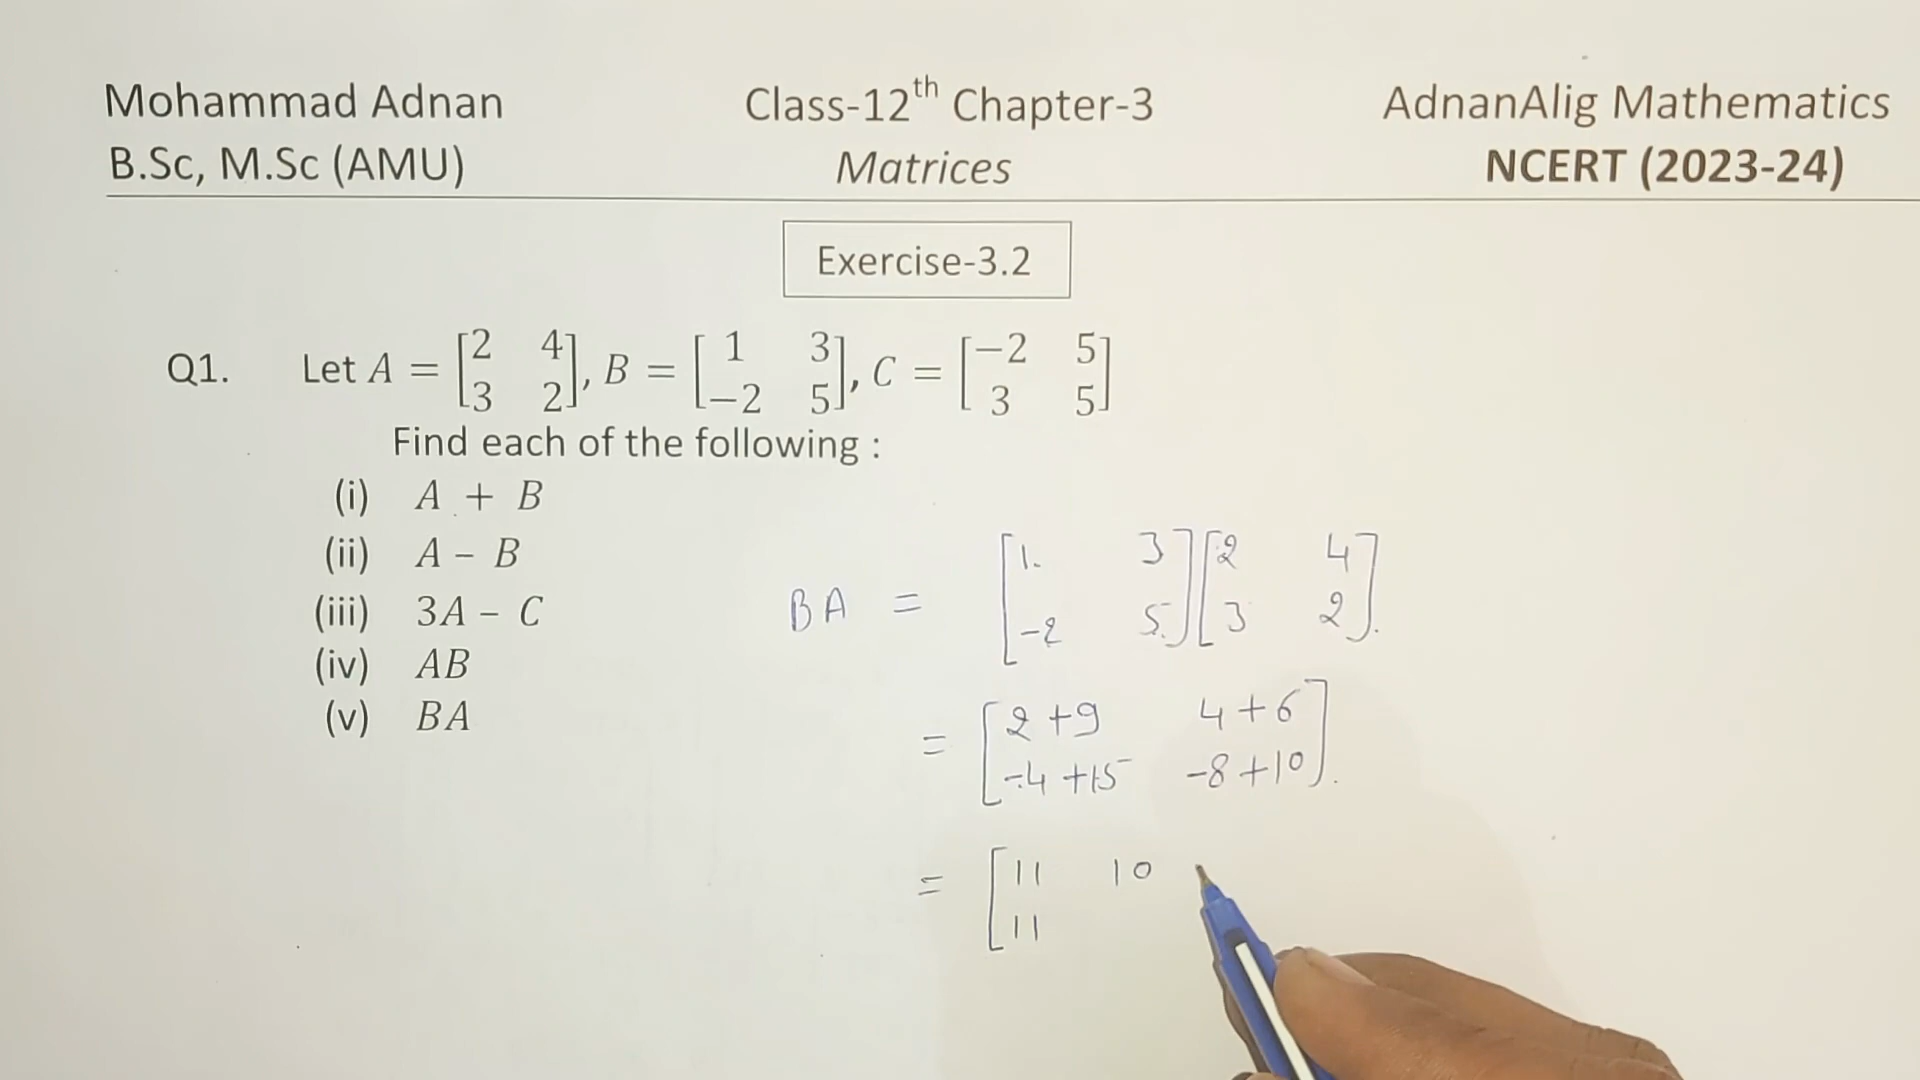 Mohammad Adnan Class-12th Chapter-3 AdnanAlig Mathematics
B.Sc, M.Sc (AMU) Matrices NCERT (2023-24)
Exercise-3.2
Q1. Let A = [2 4; 3 2], B = [1 3; -2 5], C = [-2 5; 3 5]
Find each of the following :
(i) A + B
(ii) A – B
(iii) 3A – C
(iv) AB
(v) BA
BA = [1. 3; -2 5.] [2 4; 3 2].
= [2+9 4+6; -4+15 -8+10].
= [11 10; 11